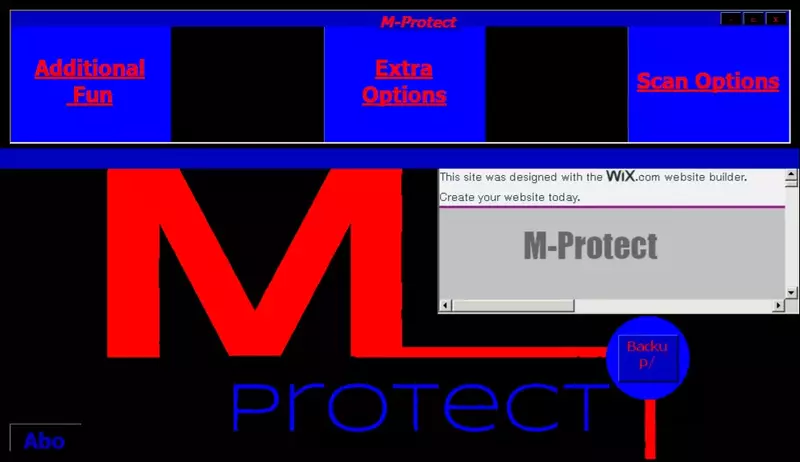 M-Protect
- o x
Additional
Fun
Extra
Options
Scan Options
This site was designed with the WiX.com website builder.
Create your website today.
M-Protect
M
Protect
Backu
p/
Abo